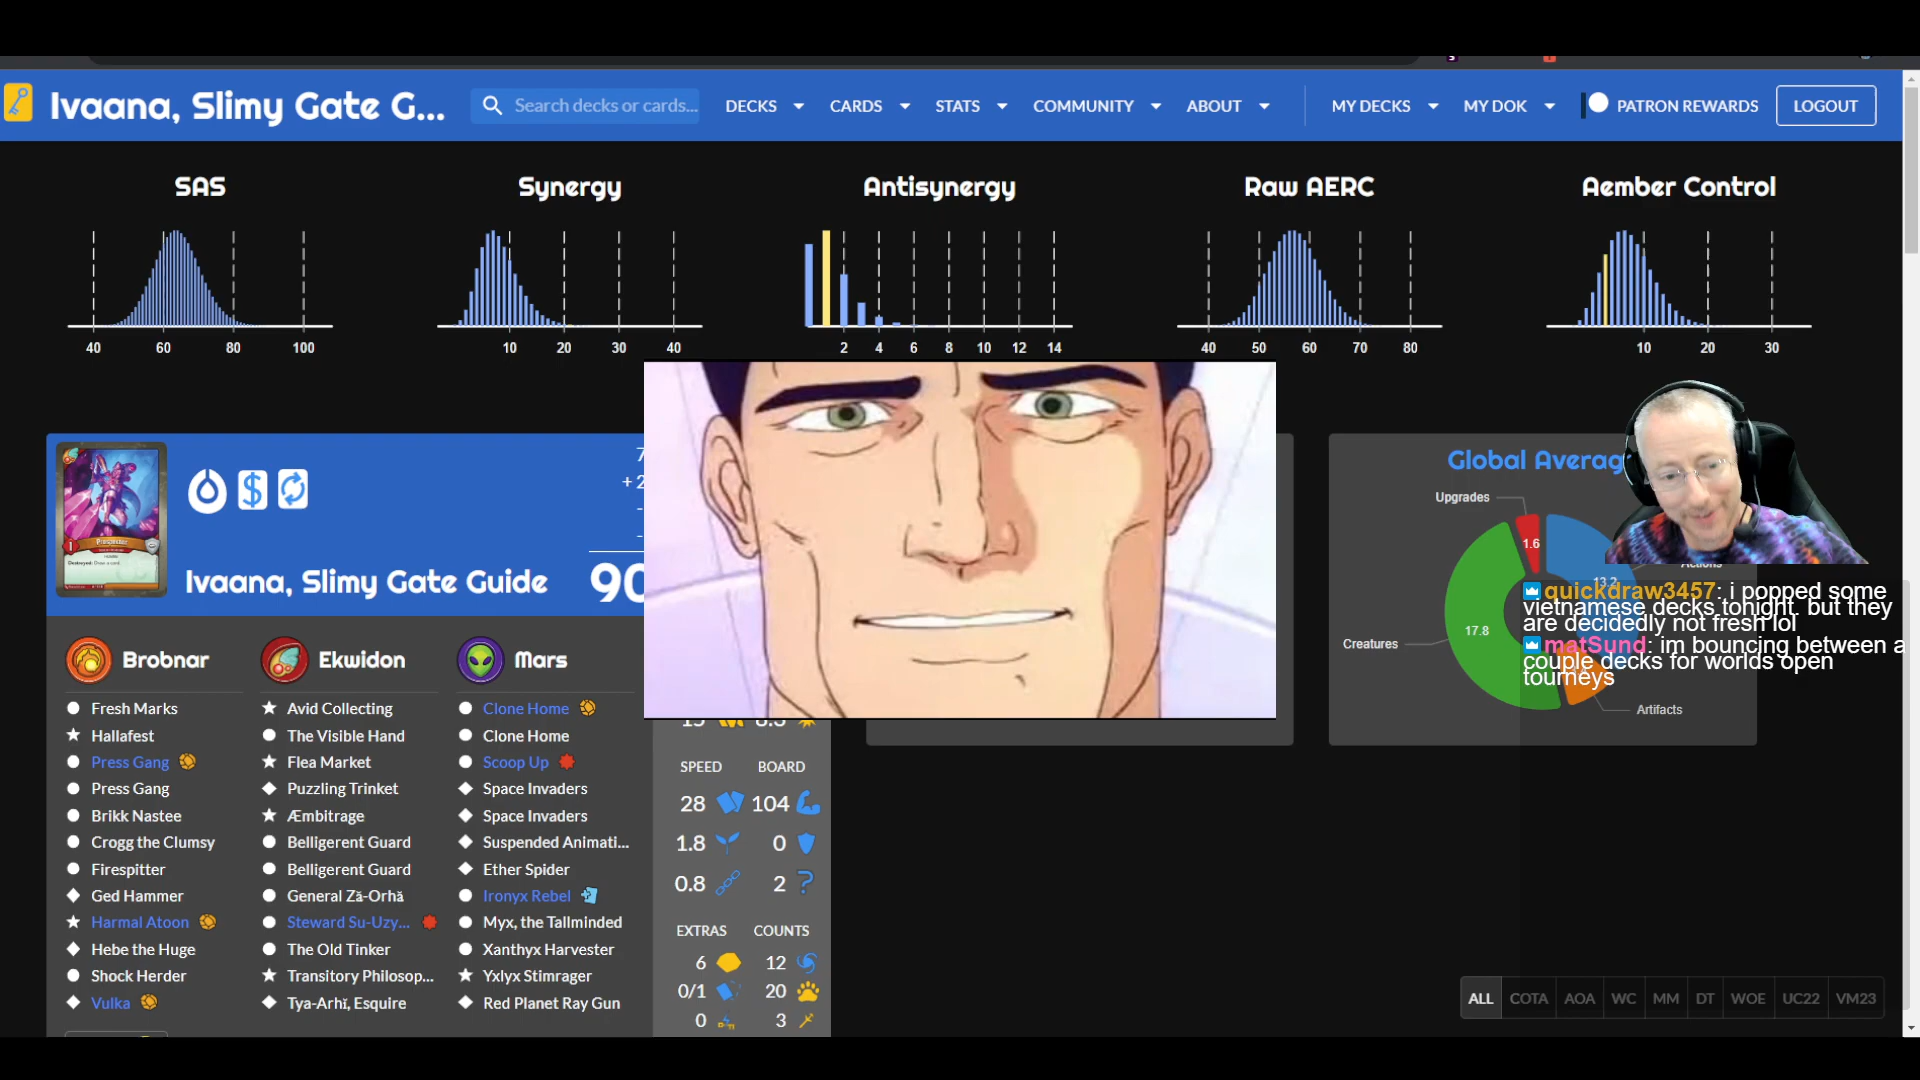 Ivaana, Slimy Gate G...
Search decks or cards...
DECKS
CARDS
STATS
COMMUNITY
ABOUT
MY DECKS
MY DOK
PATRON REWARDS
LOGOUT
SAS
Synergy
Antisynergy
Raw AERC
Aember Control
40 60 80 100
10 20 30 40
2 4 6 8 10 12 14
40 50 60 70 80
10 20 30
7
+ 2
-
-
Ivaana, Slimy Gate Guide
90
Brobnar
Fresh Marks
Hallafest
Press Gang
Press Gang
Brikk Nastee
Crogg the Clumsy
Firespitter
Ged Hammer
Harmal Atoon
Hebe the Huge
Shock Herder
Vulka
Ekwidon
Avid Collecting
The Visible Hand
Flea Market
Puzzling Trinket
Æmbitrage
Belligerent Guard
Belligerent Guard
General Ză-Orhă
Steward Su-Uzy...
The Old Tinker
Transitory Philosop...
Tya-Arhĭ, Esquire
Mars
Clone Home
Clone Home
Scoop Up
Space Invaders
Space Invaders
Suspended Animati...
Ether Spider
Ironyx Rebel
Myx, the Tallminded
Xanthyx Harvester
Yxlyx Stimrager
Red Planet Ray Gun
SPEED BOARD
28 104
1.8 0
0.8 2 ?
EXTRAS COUNTS
6 12
0/1 20
0 3
Global Averag
Upgrades
1.6
13.2
Actions
Creatures
17.8
Artifacts
quickdraw3457: i popped some
vietnamese decks tonight. but they
are decidedly not fresh lol
matSund: im bouncing between a
couple decks for worlds open
tourneys
ALL COTA AOA WC MM DT WOE UC22 VM23